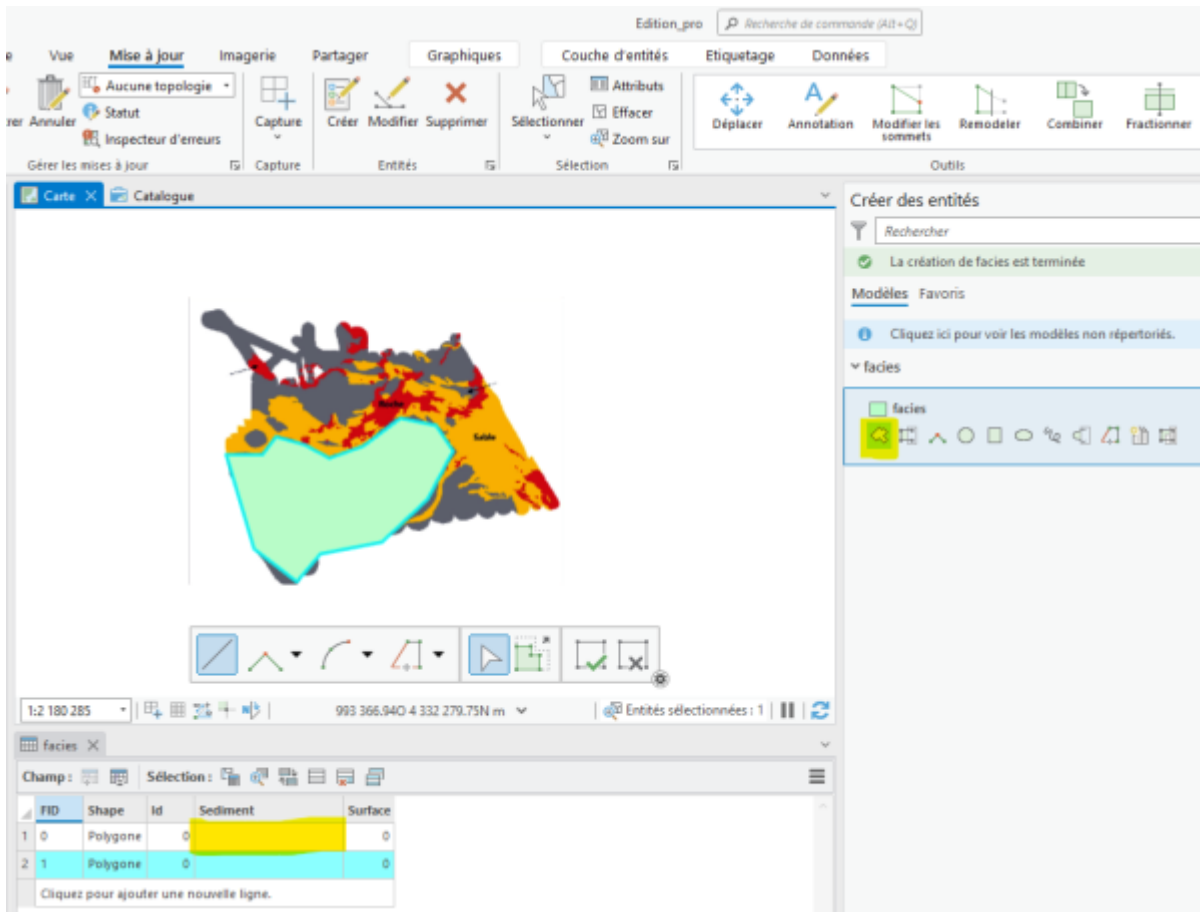 Edition_pro
Recherche de commande (Alt+Q)
Vue Mise à jour Imagerie Partager Graphiques Couche d'entités Etiquetage Données
Annuler
Aucune topologie
Statut
Inspecteur d'erreurs
Capture
Créer Modifier Supprimer
Sélectionner
Attributs
Effacer
Zoom sur
Déplacer Annotation Modifier les sommets Remodeler Combiner Fractionner
Gérer les mises à jour Capture Entités Sélection Outils
Carte Catalogue
Créer des entités
Rechercher
La création de facies est terminée
Modèles Favoris
Cliquez ici pour voir les modèles non répertoriés.
facies
facies
Roche
Sable
1:2 180 285
993 366.94O 4 332 279.75N m
Entités sélectionnées : 1
facies
Champ : Sélection :
FID Shape Id Sediment Surface
1 0 Polygone 0 0
2 1 Polygone 0 0
Cliquez pour ajouter une nouvelle ligne.